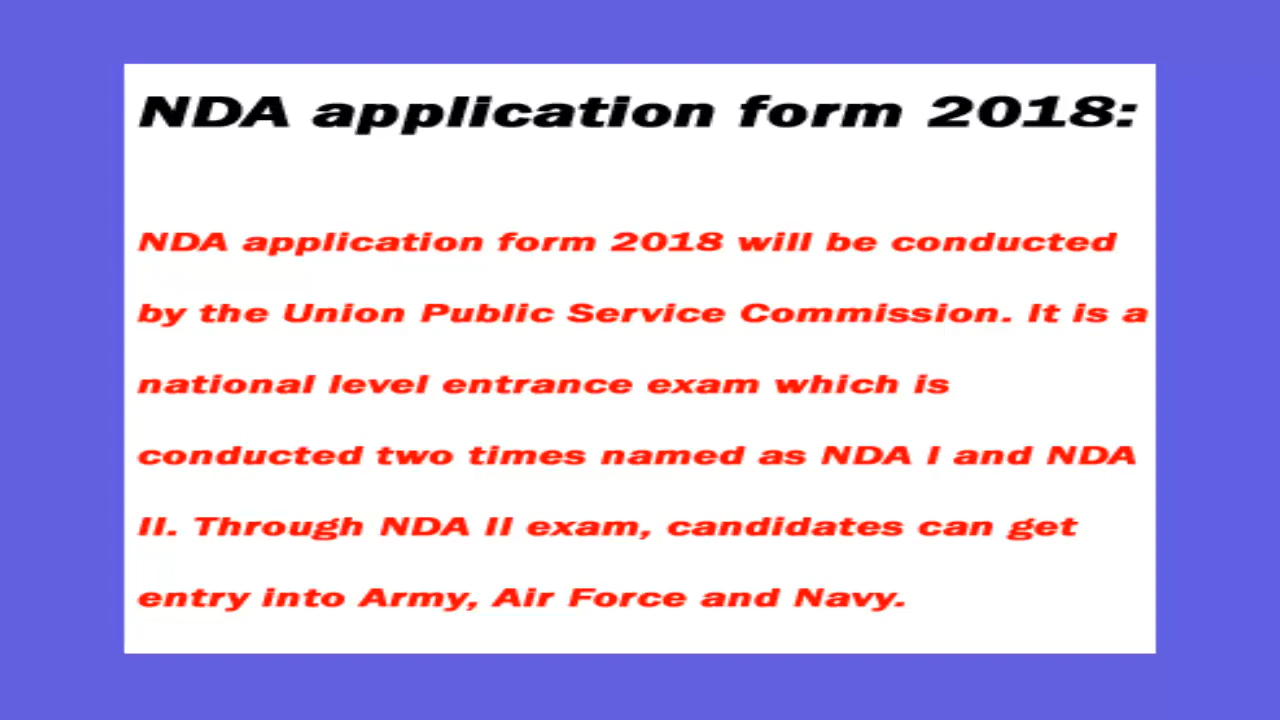 NDA application form 2018:
NDA application form 2018 will be conducted
by the Union Public Service Commission. It is a
national level entrance exam which is
conducted two times named as NDA I and NDA
II. Through NDA II exam, candidates can get
entry into Army, Air Force and Navy.